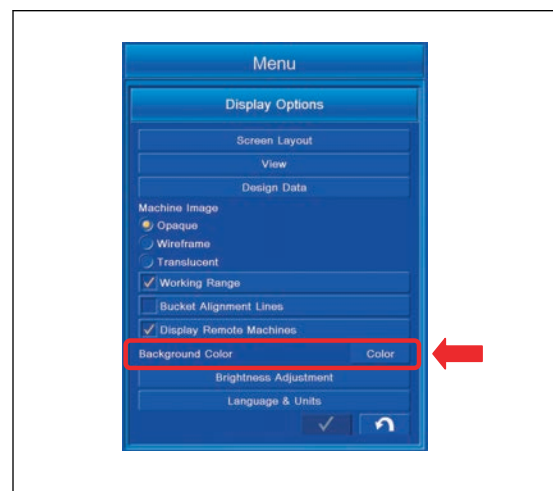 Menu
Display Options
Screen Layout
View
Design Data
Machine Image
Opaque
Wireframe
Translucent
Working Range
Bucket Alignment Lines
Display Remote Machines
Background Color Color
Brightness Adjustment
Language & Units